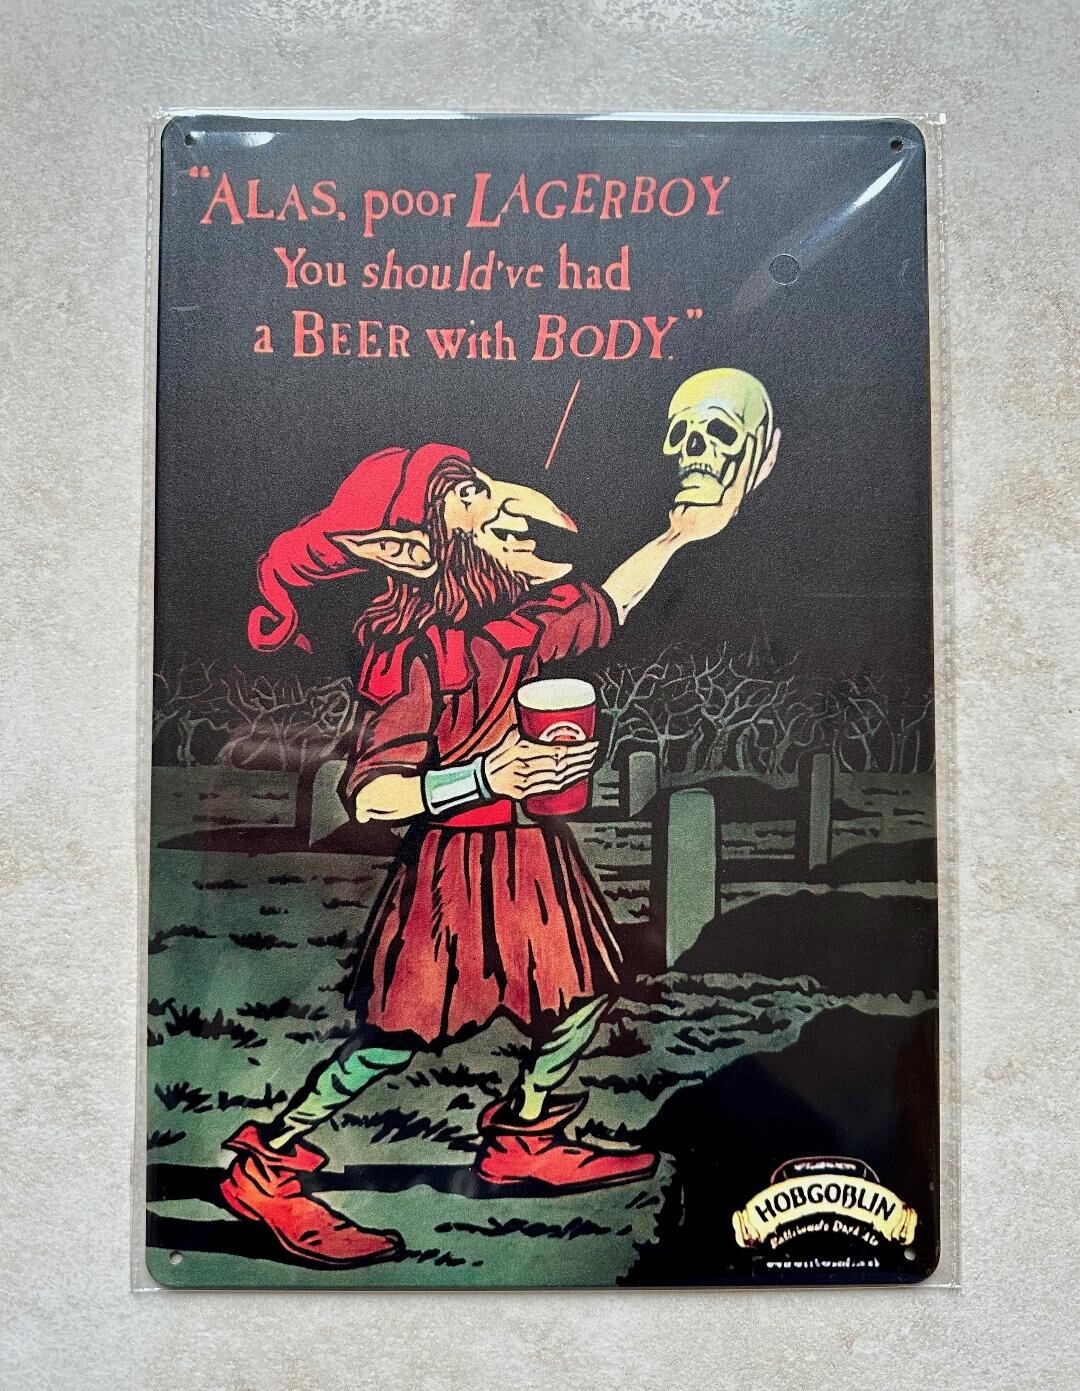 "ALAS, poor LAGERBOY
You should've had
a BEER with BODY."
HOBGOBLIN